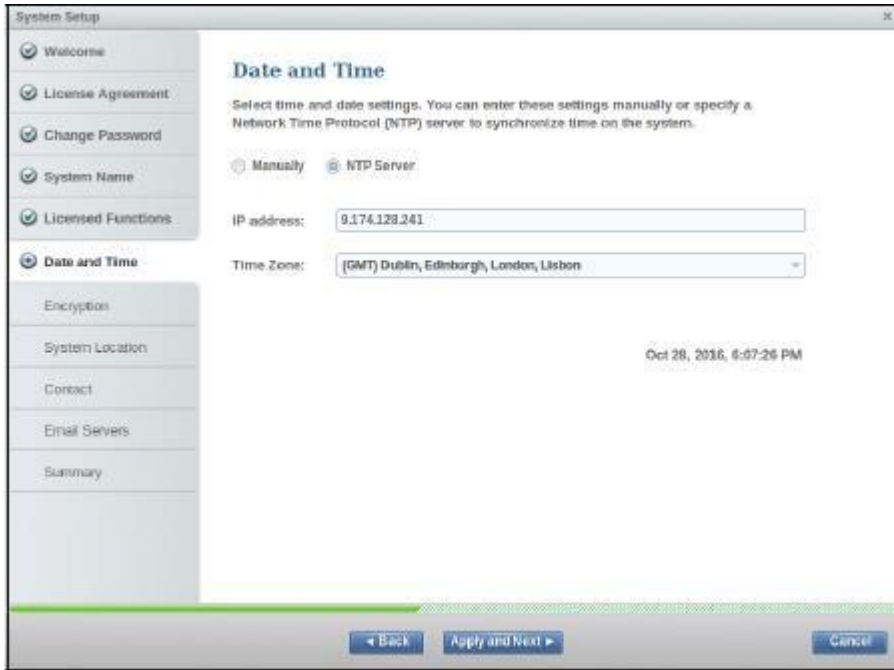 System Setup
Welcome
License Agreement
Change Password
System Name
Licensed Functions
Date and Time
Encryption
System Location
Contact
Email Servers
Summary
Date and Time
Select time and date settings. You can enter these settings manually or specify a
Network Time Protocol (NTP) server to synchronize time on the system.
Manually NTP Server
IP address: 9.174.128.241
Time Zone: (GMT) Dublin, Edinburgh, London, Lisbon
Oct 28, 2016, 6:07:26 PM
Back Apply and Next Cancel